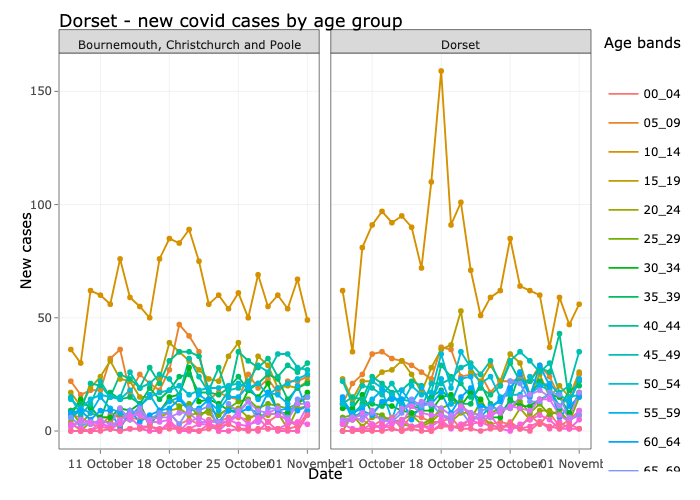 Dorset - new covid cases by age group
Bournemouth, Christchurch and Poole
Dorset
Age bands
00_04
05_09
10_14
15_19
20_24
25_29
30_34
35_39
40_44
45_49
50_54
55_59
60_64
65_69
New cases
150
100
50
0
11 October 18 October 25 October 01 November 11 October 18 October 25 October 01 November
Date